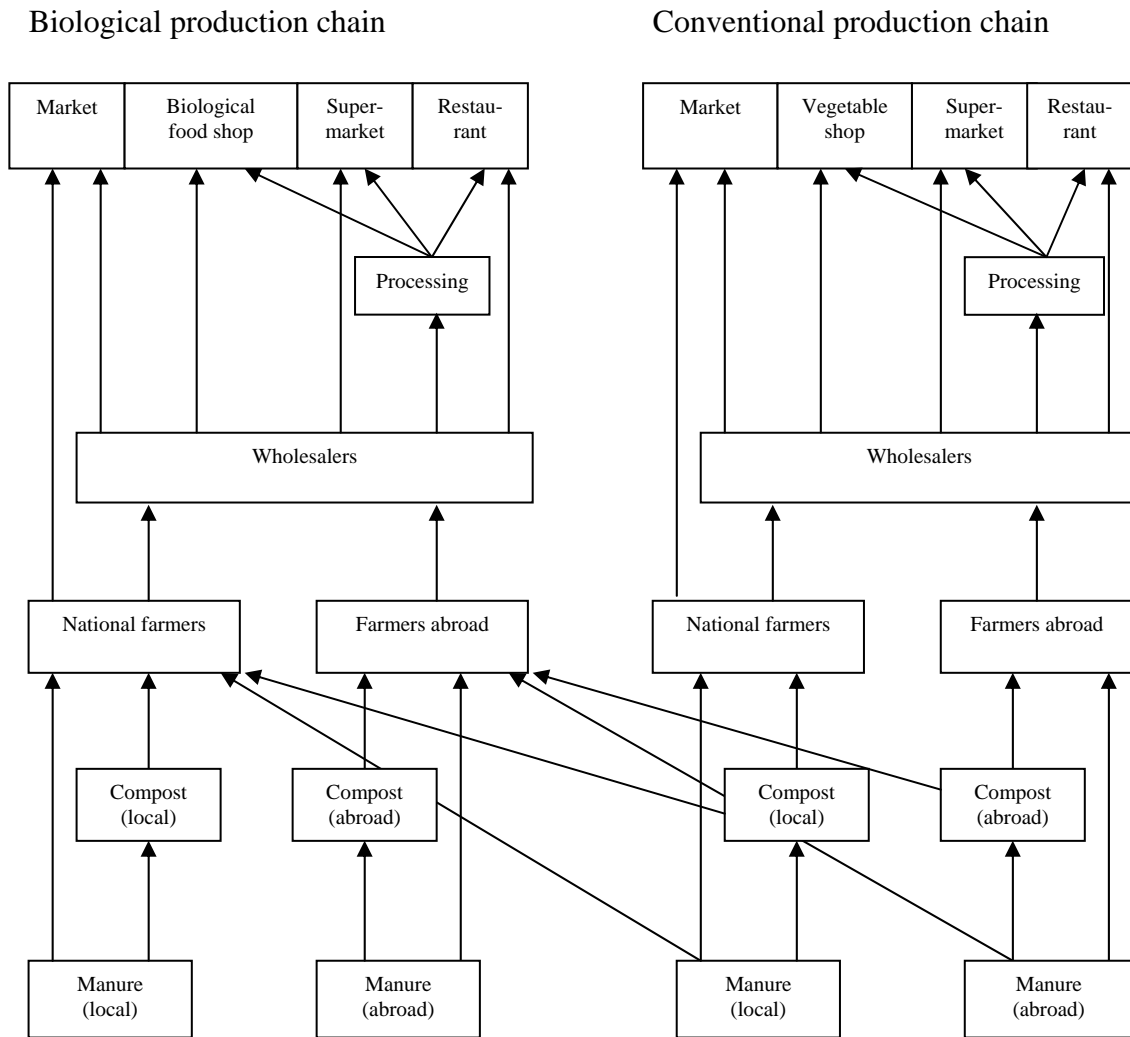 Biological production chain
Conventional production chain
Market
Biological
food shop
Super-
market
Restau-
rant
Market
Vegetable
shop
Super-
market
Restau-
rant
Processing
Processing
Wholesalers
Wholesalers
National farmers
Farmers abroad
National farmers
Farmers abroad
Compost
(local)
Compost
(abroad)
Compost
(local)
Compost
(abroad)
Manure
(local)
Manure
(abroad)
Manure
(local)
Manure
(abroad)